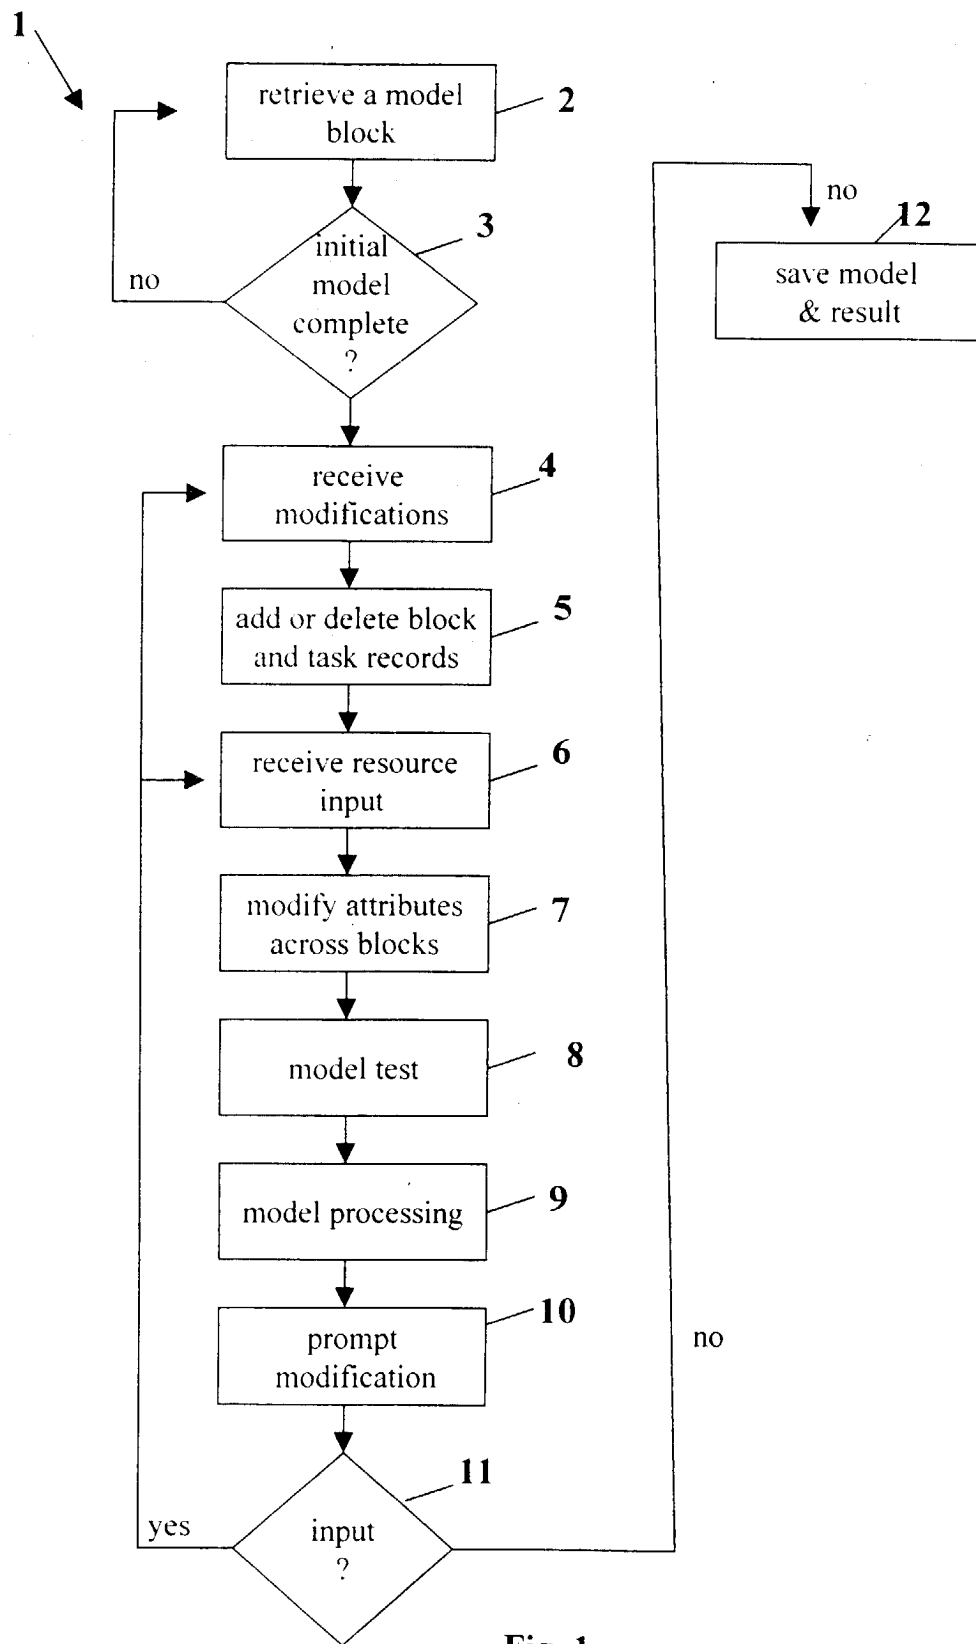 1
retrieve a model
block
2
initial
model
complete
?
3
no
no
12
save model
& result
receive
modifications
4
add or delete block
and task records
5
receive resource
input
6
modify attributes
across blocks
7
model test
8
model processing
9
prompt
modification
10
no
input
?
11
yes
Fig. 1